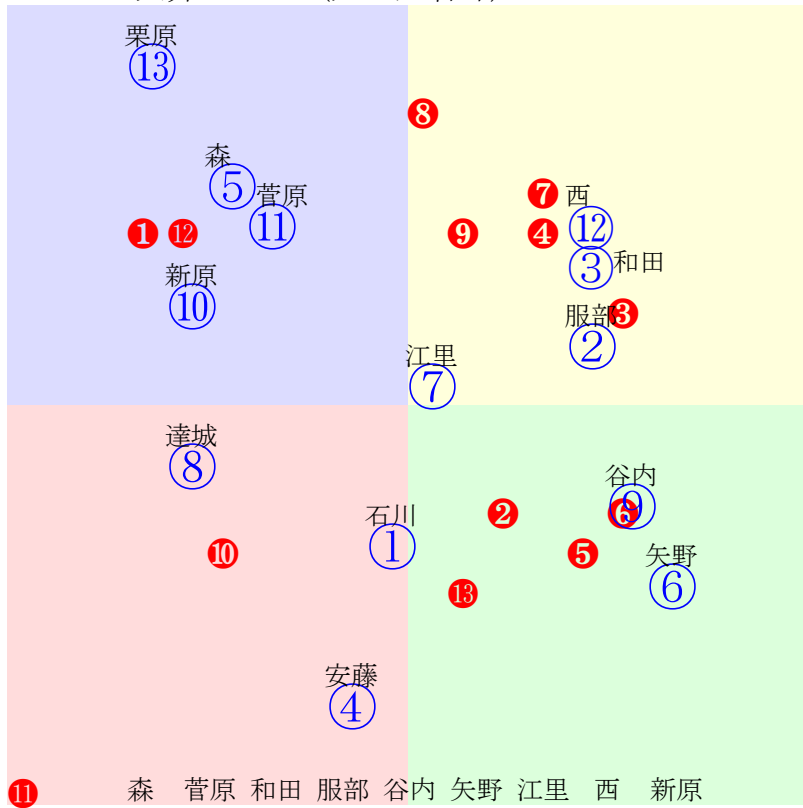 栗原
⑬
❽
森
⑤
菅原
⑪
❼
西
⑫
❶
⓬
❾
❹
③
和田
新原
⑩
服部
❸
②
江里
⑦
達城
⑧
谷内
⑨
❻
石川
①
❷
矢野
⑥
❺
❿
⓭
安藤
④
⓫
森 菅原 和田 服部 谷内 矢野 江里 西 新原